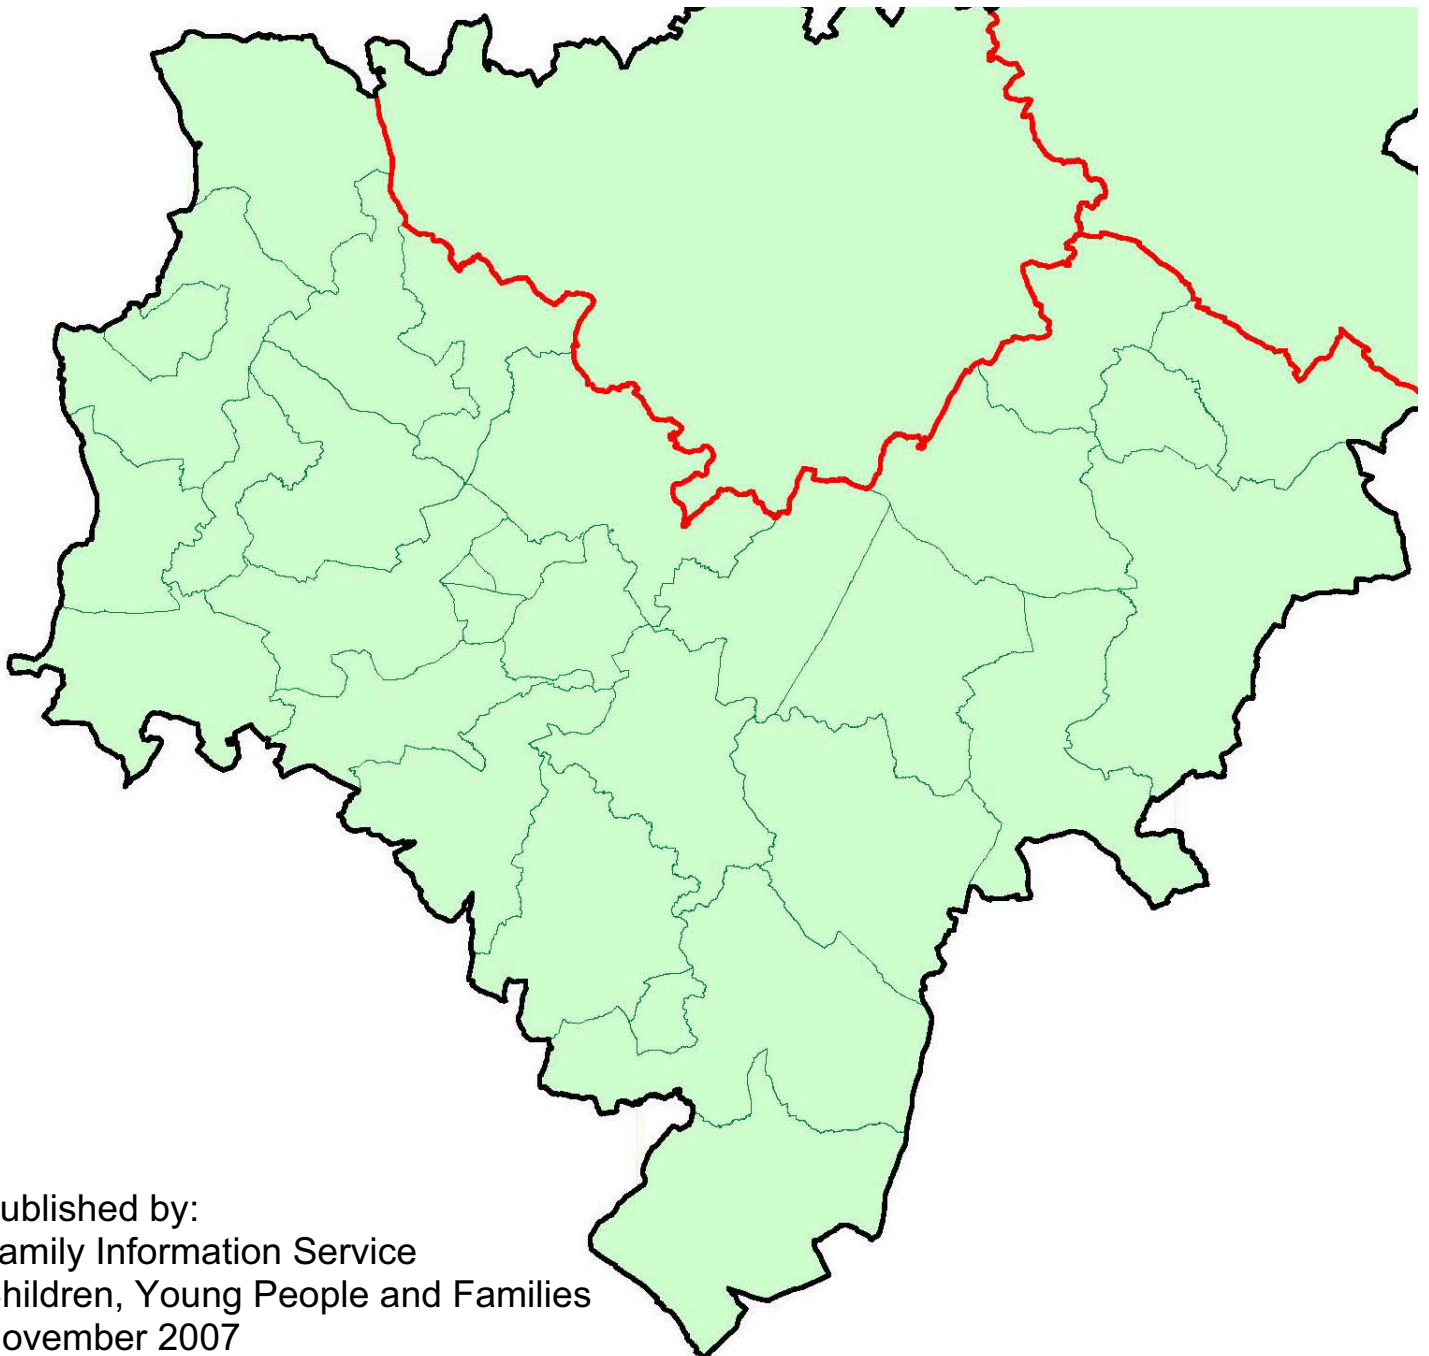 ublished by:
amily Information Service
hildren, Young People and Families
ovember 2007